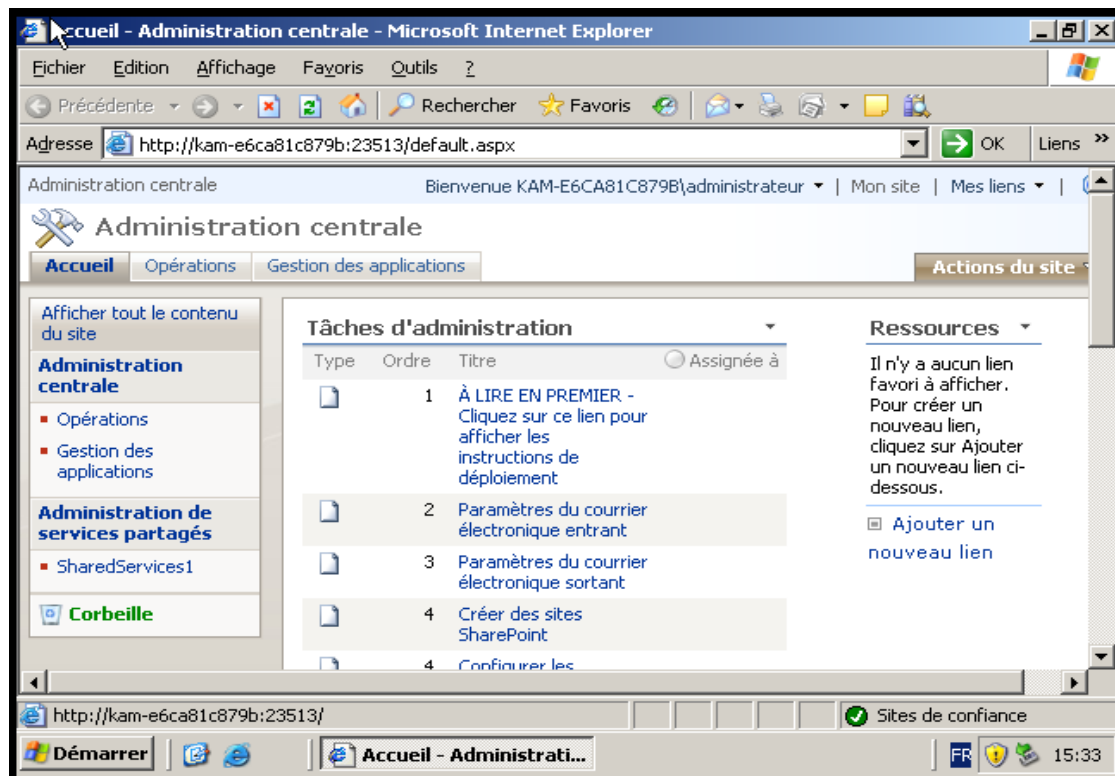 Accueil - Administration centrale - Microsoft Internet Explorer
Fichier Edition Affichage Favoris Outils ?
Précédente Rechercher Favoris
Adresse http://kam-e6ca81c879b:23513/default.aspx OK Liens »
Administration centrale Bienvenue KAM-E6CA81C879B\administrateur | Mon site | Mes liens |
Administration centrale
Accueil Opérations Gestion des applications Actions du site
Afficher tout le contenu
du site
Administration
centrale
Opérations
Gestion des
applications
Administration de
services partagés
SharedServices1
Corbeille
Tâches d'administration
Type Ordre Titre Assignée à
1 À LIRE EN PREMIER -
Cliquez sur ce lien pour
afficher les
instructions de
déploiement
2 Paramètres du courrier
électronique entrant
3 Paramètres du courrier
électronique sortant
4 Créer des sites
SharePoint
4 Configurer les
Ressources
Il n'y a aucun lien
favori à afficher.
Pour créer un
nouveau lien,
cliquez sur Ajouter
un nouveau lien ci-
dessous.
Ajouter un
nouveau lien
http://kam-e6ca81c879b:23513/ Sites de confiance
Démarrer Accueil - Administrati... FR 15:33